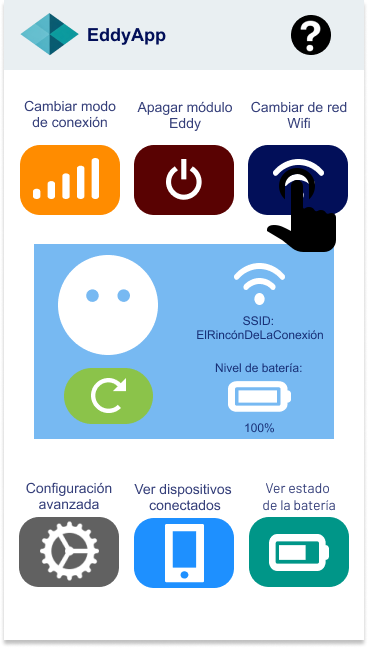 EddyApp
?
Cambiar modo
de conexión
Apagar módulo
Eddy
Cambiar de red
Wifi
SSID:
ElRincónDeLaConexión
Nivel de batería:
100%
Configuración
avanzada
Ver dispositivos
conectados
Ver estado
de la batería